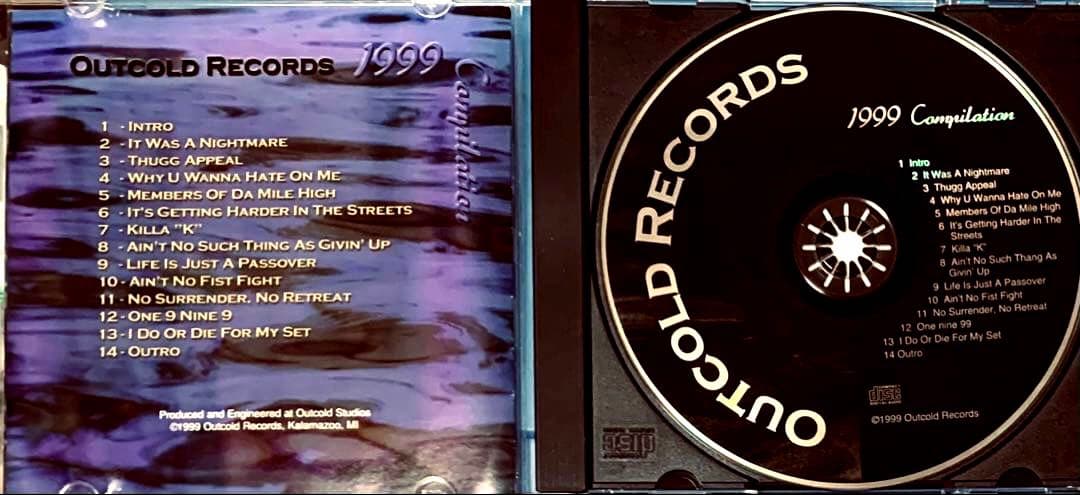 OUTCOLD RECORDS 1999
Compilation
1 - INTRO
2 - IT WAS A NIGHTMARE
3 - THUGG APPEAL
4 - WHY U WANNA HATE ON ME
5 - MEMBERS OF DA MILE HIGH
6 - IT'S GETTING HARDER IN THE STREETS
7 - KILLA "K"
8 - AIN'T NO SUCH THING AS GIVIN' UP
9 - LIFE IS JUST A PASSOVER
10 - AIN'T NO FIST FIGHT
11 - NO SURRENDER, NO RETREAT
12 - ONE 9 NINE 9
13 - I DO OR DIE FOR MY SET
14 - OUTRO
Produced and Engineered at Outcold Studios
©1999 Outcold Records, Kalamazoo, MI
OUTCOLD RECORDS
1999 Compilation
1 Intro
2 It Was A Nightmare
3 Thugg Appeal
4 Why U Wanna Hate On Me
5 Members Of Da Mile High
6 It's Getting Harder In The
Streets
7 Killa "K"
8 Ain't No Such Thang As
Givin' Up
9 Life Is Just A Passover
10 Ain't No Fist Fight
11 No Surrender, No Retreat
12 One nine 99
13 I Do Or Die For My Set
14 Outro
disc
©1999 Outcold Records
disc